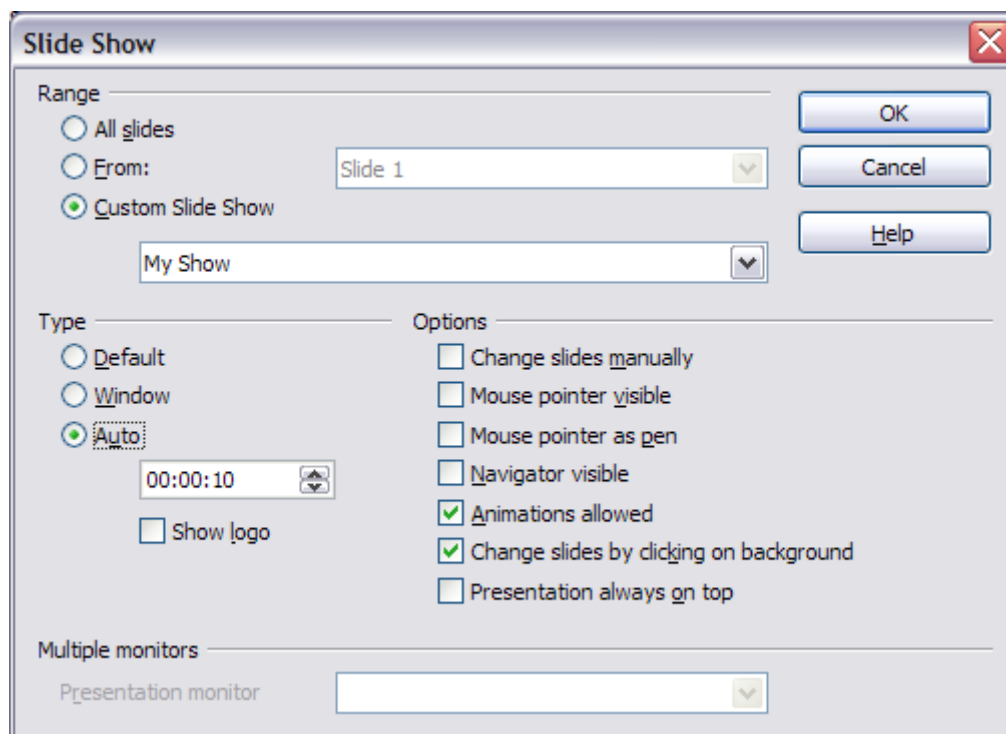 Slide Show
Range
All slides
From:
Slide 1
Custom Slide Show
My Show
OK
Cancel
Help
Type
Default
Window
Auto
00:00:10
Show logo
Options
Change slides manually
Mouse pointer visible
Mouse pointer as pen
Navigator visible
Animations allowed
Change slides by clicking on background
Presentation always on top
Multiple monitors
Presentation monitor